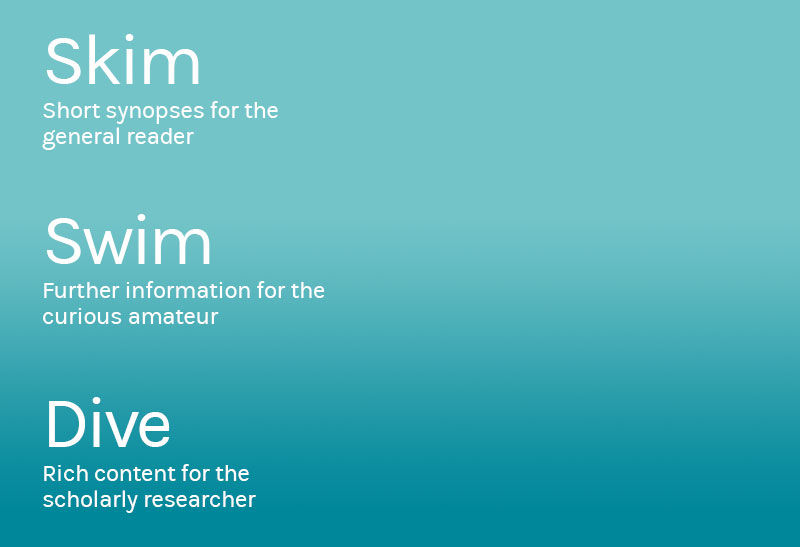 Skim
Short synopses for the
general reader
Swim
Further information for the
curious amateur
Dive
Rich content for the
scholarly researcher